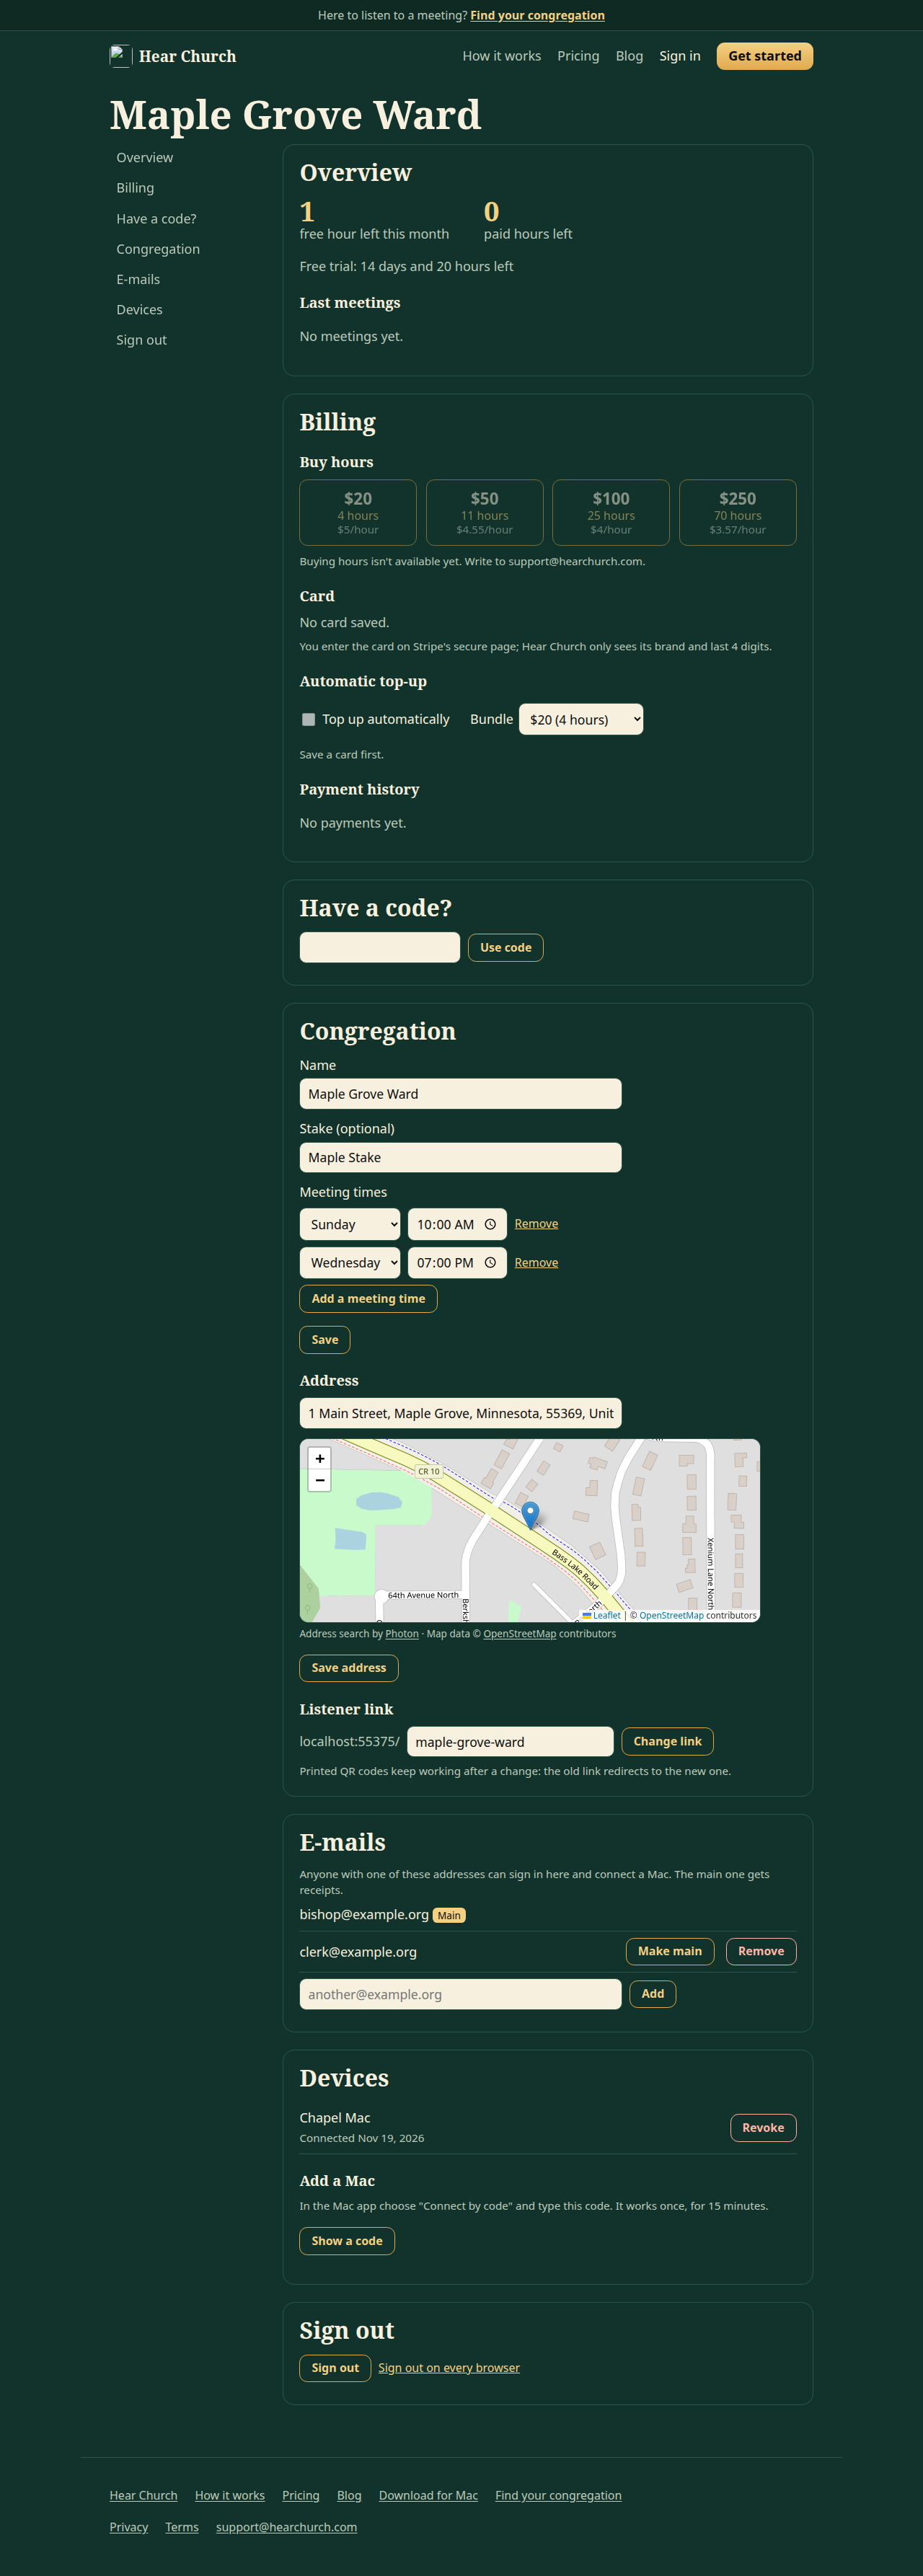 Here to listen to a meeting? Find your congregation
Hear Church
How it works Pricing Blog Sign in Get started
Maple Grove Ward
Overview
Billing
Have a code?
Congregation
E-mails
Devices
Sign out
Overview
1 0
free hour left this month paid hours left
Free trial: 14 days and 20 hours left
Last meetings
No meetings yet.
Billing
Buy hours
$20 $50 $100 $250
4 hours 11 hours 25 hours 70 hours
$5/hour $4.55/hour $4/hour $3.57/hour
Buying hours isn't available yet. Write to support@hearchurch.com.
Card
No card saved.
You enter the card on Stripe's secure page; Hear Church only sees its brand and last 4 digits.
Automatic top-up
Top up automatically Bundle $20 (4 hours)
Save a card first.
Payment history
No payments yet.
Have a code?
Use code
Congregation
Name
Maple Grove Ward
Stake (optional)
Maple Stake
Meeting times
Sunday 10:00 AM Remove
Wednesday 07:00 PM Remove
Add a meeting time
Save
Address
1 Main Street, Maple Grove, Minnesota, 55369, Unit
+
−
CR 10
Bass Lake Road
Xenium Lane North
64th Avenue North
Leaflet | © OpenStreetMap contributors
Address search by Photon · Map data © OpenStreetMap contributors
Save address
Listener link
localhost:55375/ maple-grove-ward Change link
Printed QR codes keep working after a change: the old link redirects to the new one.
E-mails
Anyone with one of these addresses can sign in here and connect a Mac. The main one gets
receipts.
bishop@example.org Main
clerk@example.org Make main Remove
another@example.org Add
Devices
Chapel Mac
Connected Nov 19, 2026
Revoke
Add a Mac
In the Mac app choose "Connect by code" and type this code. It works once, for 15 minutes.
Show a code
Sign out
Sign out Sign out on every browser
Hear Church How it works Pricing Blog Download for Mac Find your congregation
Privacy Terms support@hearchurch.com